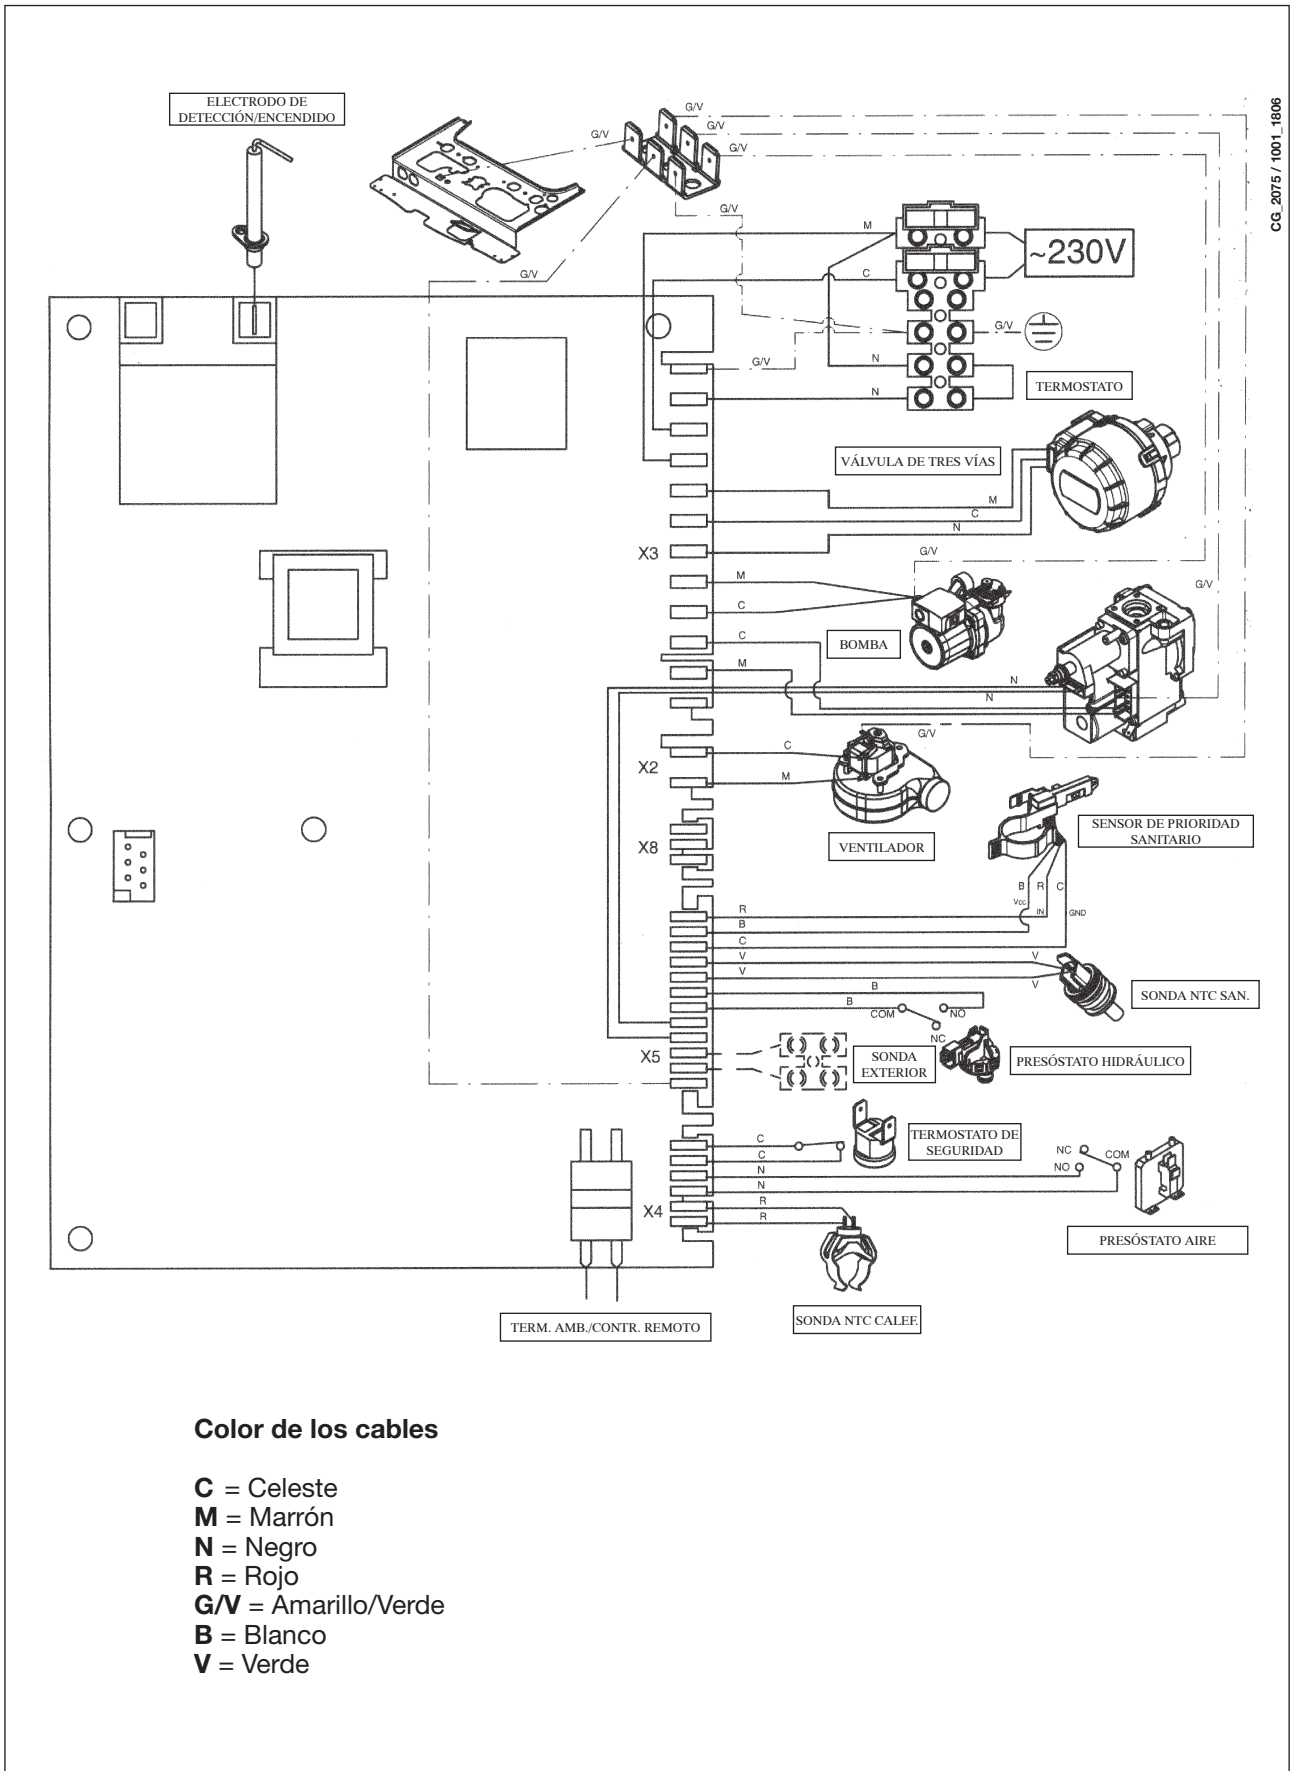 ELECTRODO DE
DETECCIÓN/ENCENDIDO
CG_2075 / 1001_1806
G/V
G/V
G/V
G/V
G/V
G/V
M
C
~230V
G/V
G/V
N
N
TERMOSTATO
VÁLVULA DE TRES VÍAS
M
C
N
X3
G/V
G/V
M
C
BOMBA
C
M
N
N
G/V
X2
C
M
VENTILADOR
SENSOR DE PRIORIDAD
SANITARIO
X8
B
R
C
Vcc
IN
GND
R
B
C
V
V
V
V
SONDA NTC SAN.
B
B
COM
NO
NC
X5
SONDA
EXTERIOR
PRESÓSTATO HIDRÁULICO
TERMOSTATO DE
SEGURIDAD
C
C
N
N
R
R
NC
NO
COM
X4
PRESÓSTATO AIRE
SONDA NTC CALEF.
TERM. AMB./CONTR. REMOTO
Color de los cables
C = Celeste
M = Marrón
N = Negro
R = Rojo
G/V = Amarillo/Verde
B = Blanco
V = Verde